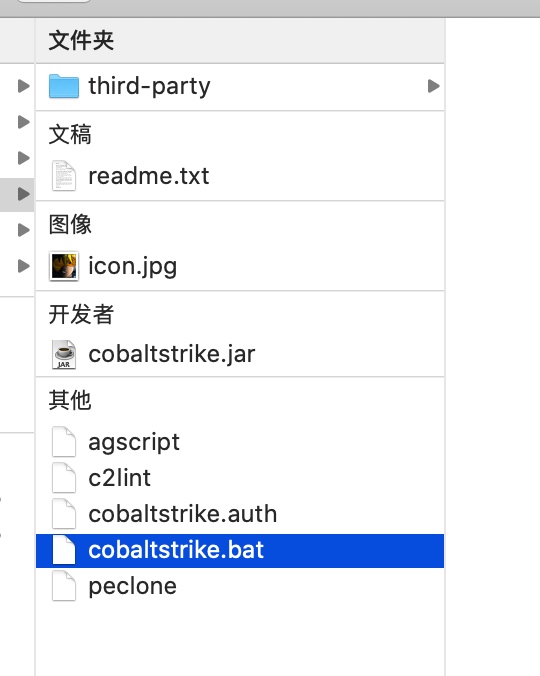 文件夹
third-party
文稿
readme.txt
图像
icon.jpg
开发者
JAR
cobaltstrike.jar
其他
agscript
c2lint
cobaltstrike.auth
cobaltstrike.bat
peclone